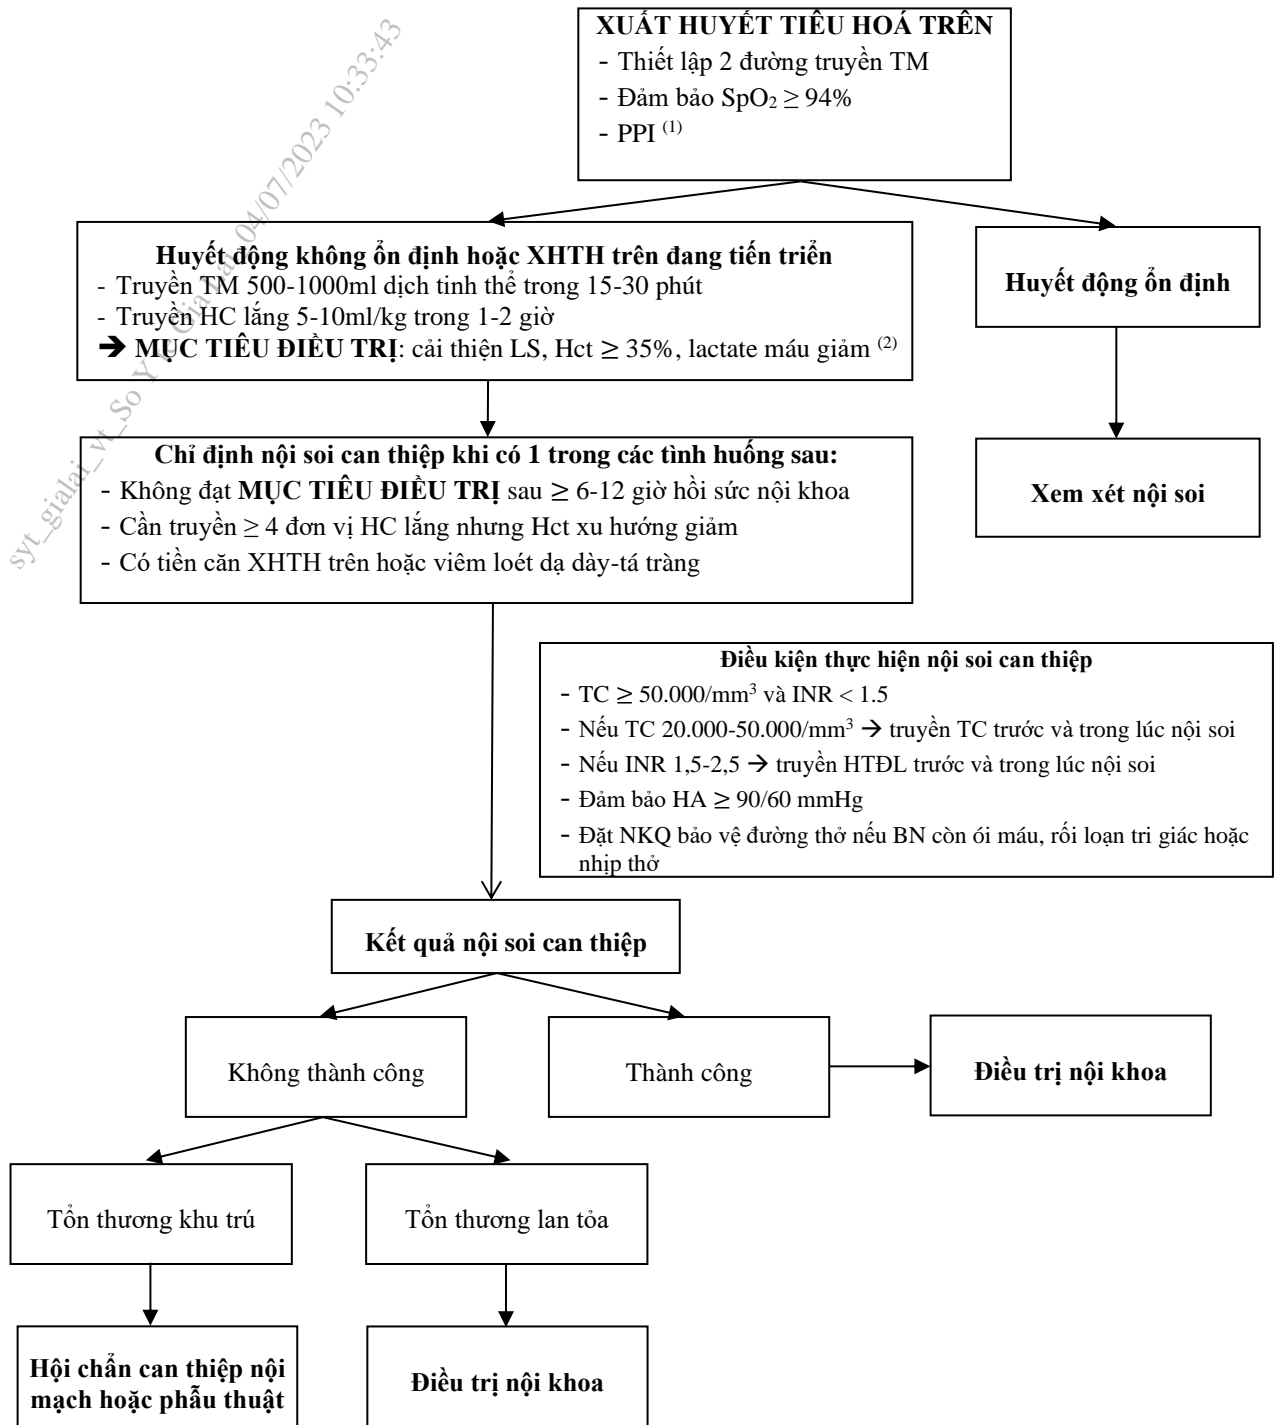 XUẤT HUYẾT TIÊU HOÁ TRÊN
- Thiết lập 2 đường truyền TM
- Đảm bảo SpO₂ ≥ 94%
- PPI ⁽¹⁾
Huyết động không ổn định hoặc XHTH trên đang tiến triển
- Truyền TM 500-1000ml dịch tinh thể trong 15-30 phút
- Truyền HC lắng 5-10ml/kg trong 1-2 giờ
➔ MỤC TIÊU ĐIỀU TRỊ: cải thiện LS, Hct ≥ 35%, lactate máu giảm ⁽²⁾
Huyết động ổn định
Chỉ định nội soi can thiệp khi có 1 trong các tình huống sau:
- Không đạt MỤC TIÊU ĐIỀU TRỊ sau ≥ 6-12 giờ hồi sức nội khoa
- Cần truyền ≥ 4 đơn vị HC lắng nhưng Hct xu hướng giảm
- Có tiền căn XHTH trên hoặc viêm loét dạ dày-tá tràng
Xem xét nội soi
Điều kiện thực hiện nội soi can thiệp
- TC ≥ 50.000/mm³ và INR < 1.5
- Nếu TC 20.000-50.000/mm³ → truyền TC trước và trong lúc nội soi
- Nếu INR 1,5-2,5 → truyền HTĐL trước và trong lúc nội soi
- Đảm bảo HA ≥ 90/60 mmHg
- Đặt NKQ bảo vệ đường thở nếu BN còn ói máu, rối loạn tri giác hoặc
nhịp thở
Kết quả nội soi can thiệp
Không thành công
Thành công
Điều trị nội khoa
Tổn thương khu trú
Tổn thương lan tỏa
Hội chẩn can thiệp nội
mạch hoặc phẫu thuật
Điều trị nội khoa
syt_gialai_vt_So Y te Gia Lai_04/07/2023 10:33:43